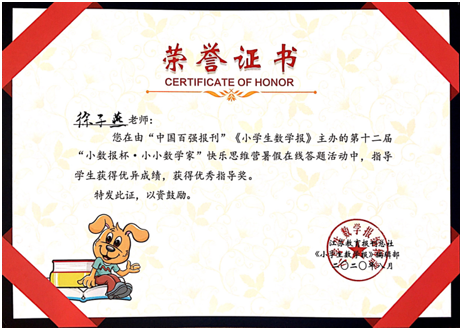 荣誉证书
CERTIFICATE OF HONOR
徐子燕老师：
您在由“中国百强报刊”《小学生数学报》主办的第十二届
“小数报杯·小小数学家”快乐思维营暑假在线答题活动中，指导
学生获得优异成绩，获得优秀指导奖。
特发此证，以资鼓励。
江苏教育报刊总社
《小学生数学报》编辑部
二〇二〇年八月